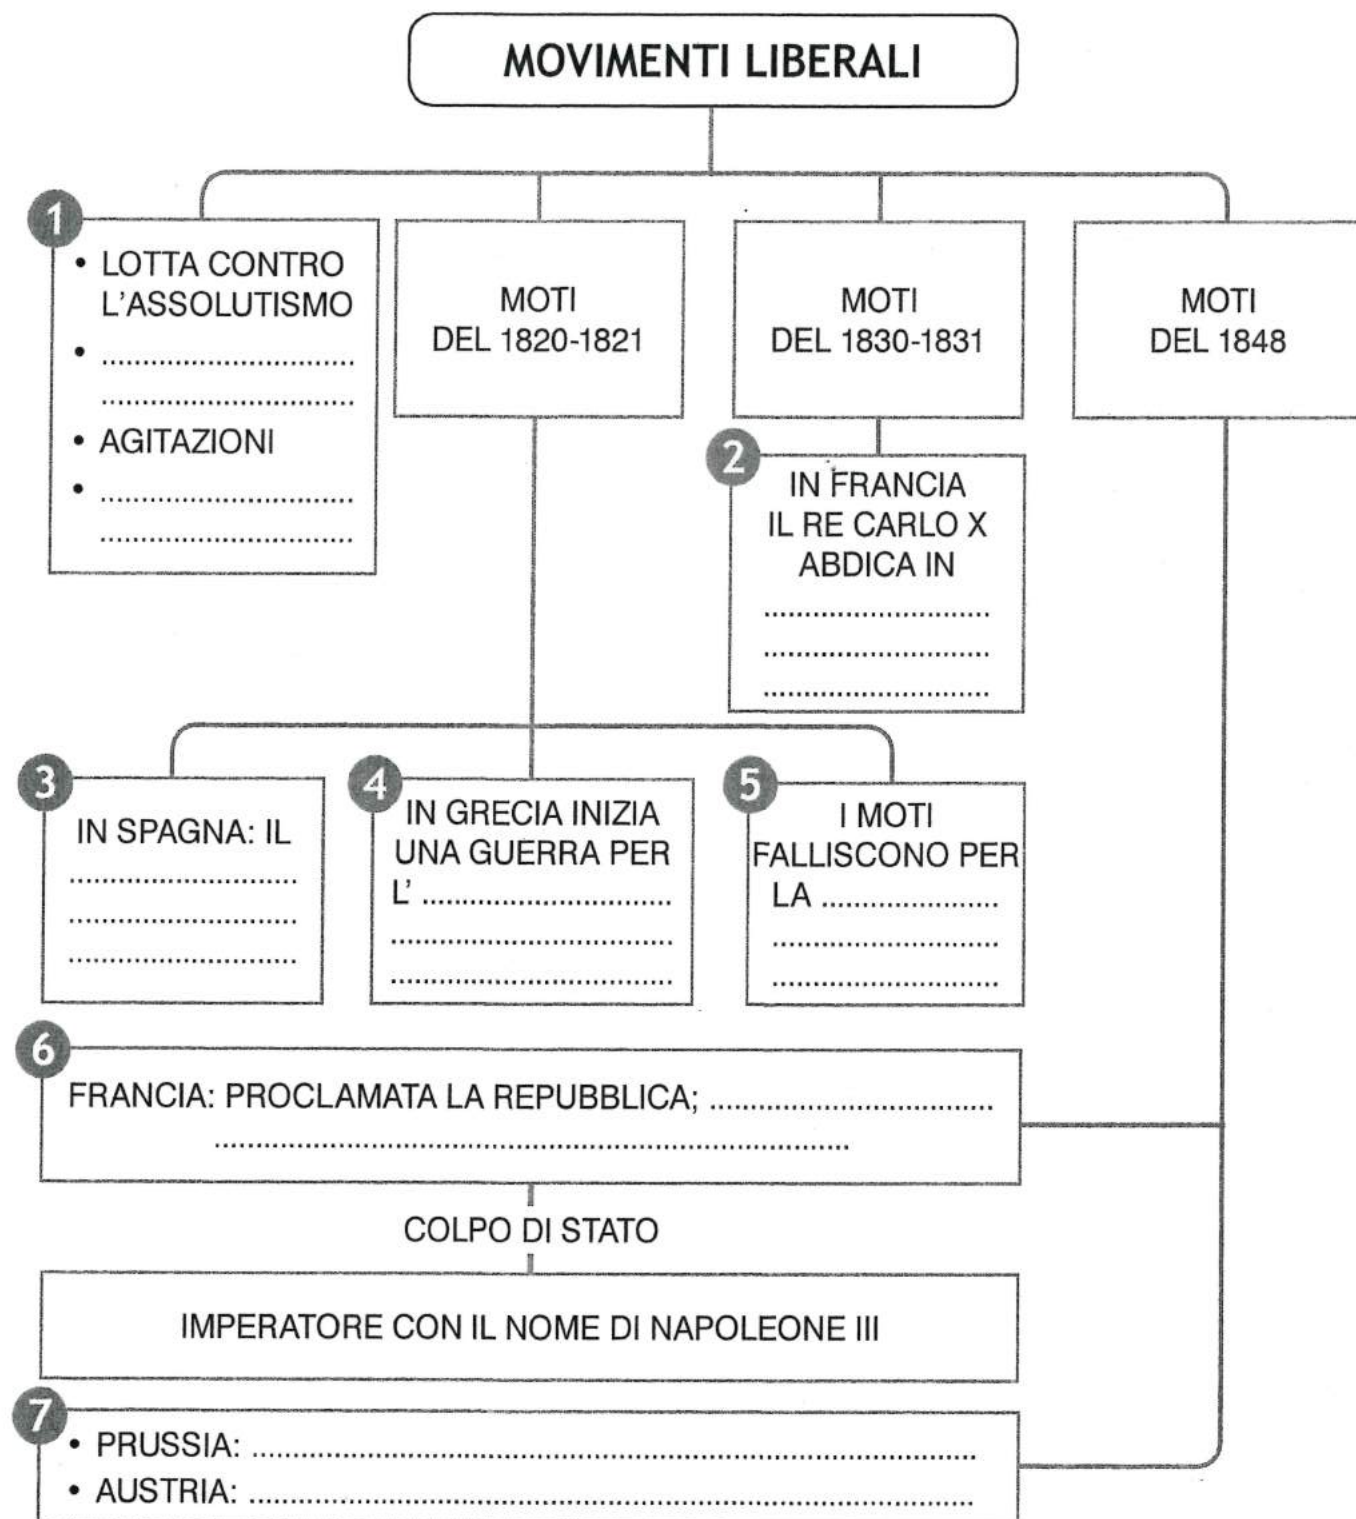 MOVIMENTI LIBERALI
1
• LOTTA CONTRO
L'ASSOLUTISMO
• ....................................
....................................
• AGITAZIONI
• ....................................
....................................
MOTI
DEL 1820-1821
MOTI
DEL 1830-1831
MOTI
DEL 1848
2
IN FRANCIA
IL RE CARLO X
ABDICA IN
................................
................................
................................
3
IN SPAGNA: IL
................................
................................
................................
4
IN GRECIA INIZIA
UNA GUERRA PER
L' ....................................
........................................
........................................
5
I MOTI
FALLISCONO PER
LA .........................
................................
................................
6
FRANCIA: PROCLAMATA LA REPUBBLICA; ........................................
..........................................................................................
COLPO DI STATO
IMPERATORE CON IL NOME DI NAPOLEONE III
7
• PRUSSIA: ........................................................................................................
• AUSTRIA: ........................................................................................................